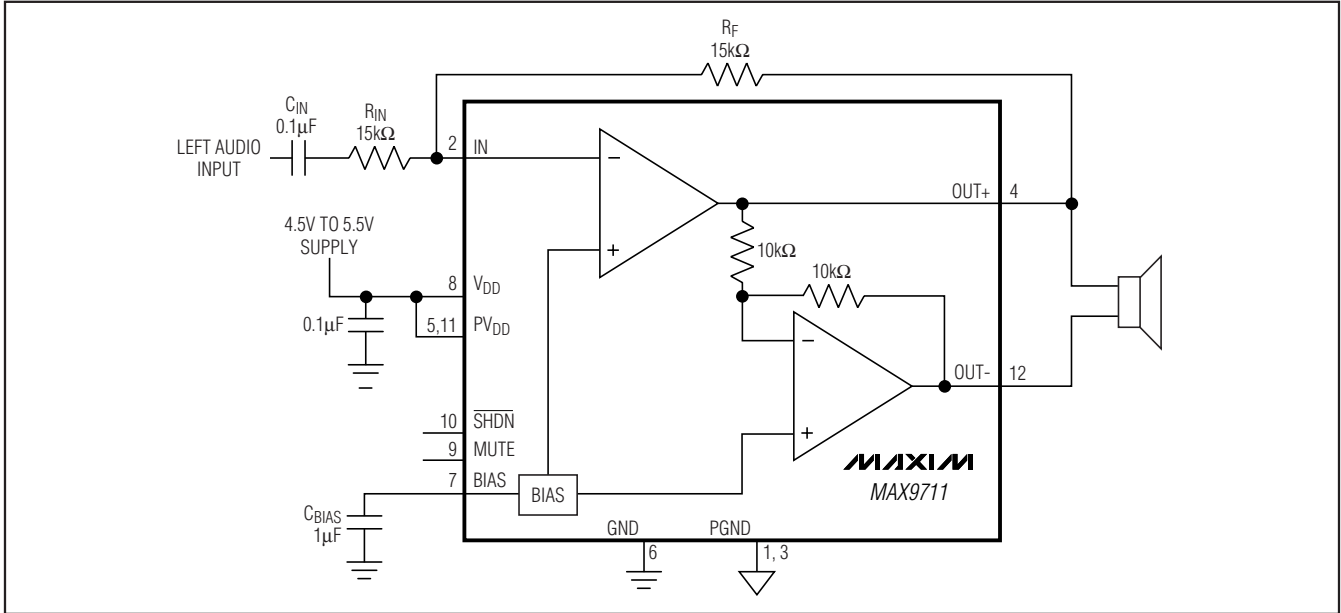 RF
15kΩ
CIN
0.1μF
RIN
15kΩ
LEFT AUDIO
INPUT
2
IN
−
+
OUT+
4
4.5V TO 5.5V
SUPPLY
10kΩ
10kΩ
8
VDD
0.1μF
5,11
PVDD
−
+
OUT-
12
10
SHDN
9
MUTE
7
BIAS
BIAS
MAXIM
MAX9711
CBIAS
1μF
GND
PGND
6
1, 3